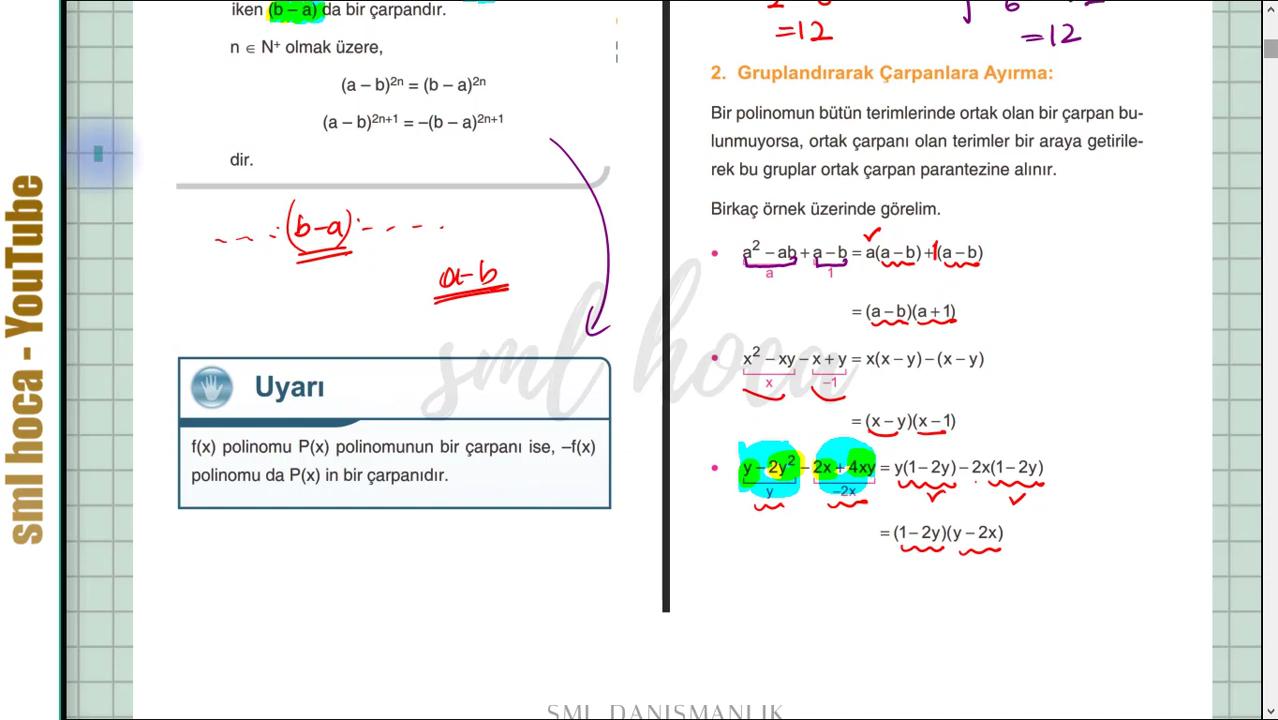 iken (b – a) da bir çarpandır.
n ∈ N⁺ olmak üzere,
(a – b)²ⁿ = (b – a)²ⁿ
(a – b)²ⁿ⁺¹ = –(b – a)²ⁿ⁺¹
dir.
(b–a)
a–b
Uyarı
f(x) polinomu P(x) polinomunun bir çarpanı ise, –f(x)
polinomu da P(x) in bir çarpanıdır.
=12
=12
2. Gruplandırarak Çarpanlara Ayırma:
Bir polinomun bütün terimlerinde ortak olan bir çarpan bu-
lunmuyorsa, ortak çarpanı olan terimler bir araya getirile-
rek bu gruplar ortak çarpan parantezine alınır.
Birkaç örnek üzerinde görelim.
• a² – ab + a – b = a(a – b) + 1(a – b)
a 1
= (a – b)(a + 1)
• x² – xy – x + y = x(x – y) – (x – y)
x –1
= (x – y)(x – 1)
• y – 2y² – 2x + 4xy = y(1 – 2y) – 2x(1 – 2y)
y –2x
= (1 – 2y)(y – 2x)
sml hoca
sml hoca - YouTube
SML DANISMANLIK